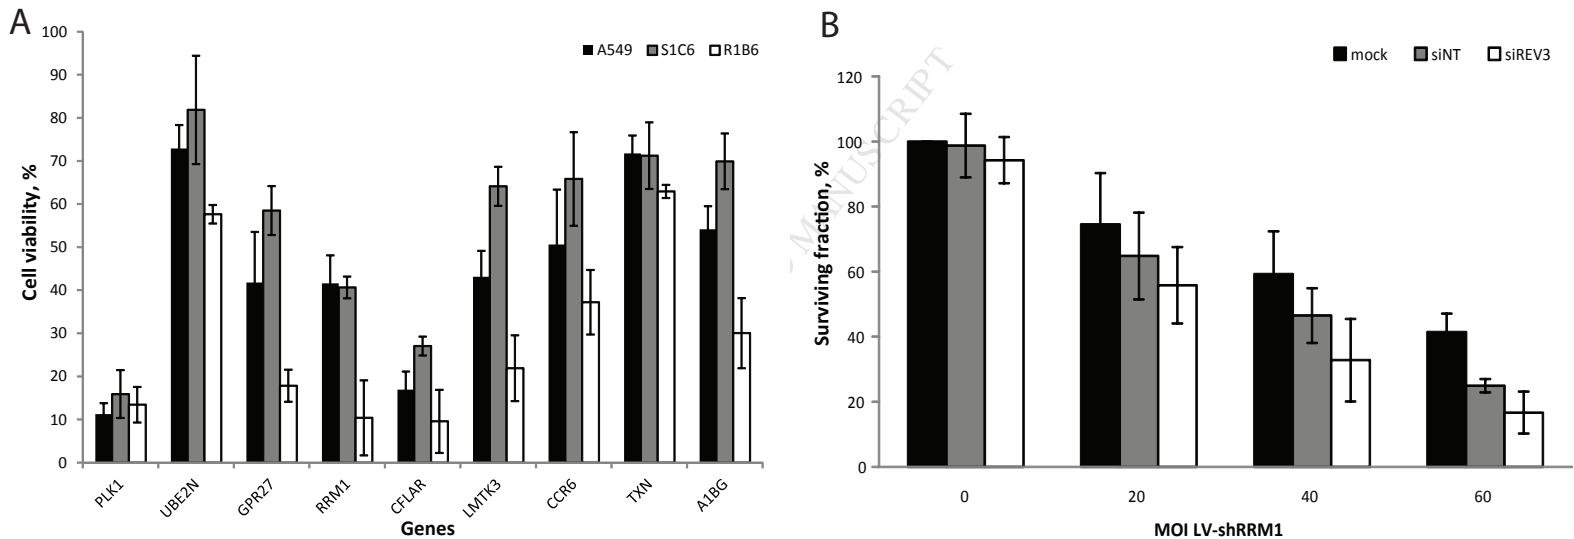 A
A549 S1C6 R1B6
Cell viability, %
100
90
80
70
60
50
40
30
20
10
0
PLK1 UBE2N GPR27 RRM1 CFLAR LMTK3 CCR6 TXN A1BG
Genes
B
mock siNT siREV3
MANUSCRIPT
Surviving fraction, %
120
100
80
60
40
20
0
0 20 40 60
MOI LV-shRRM1